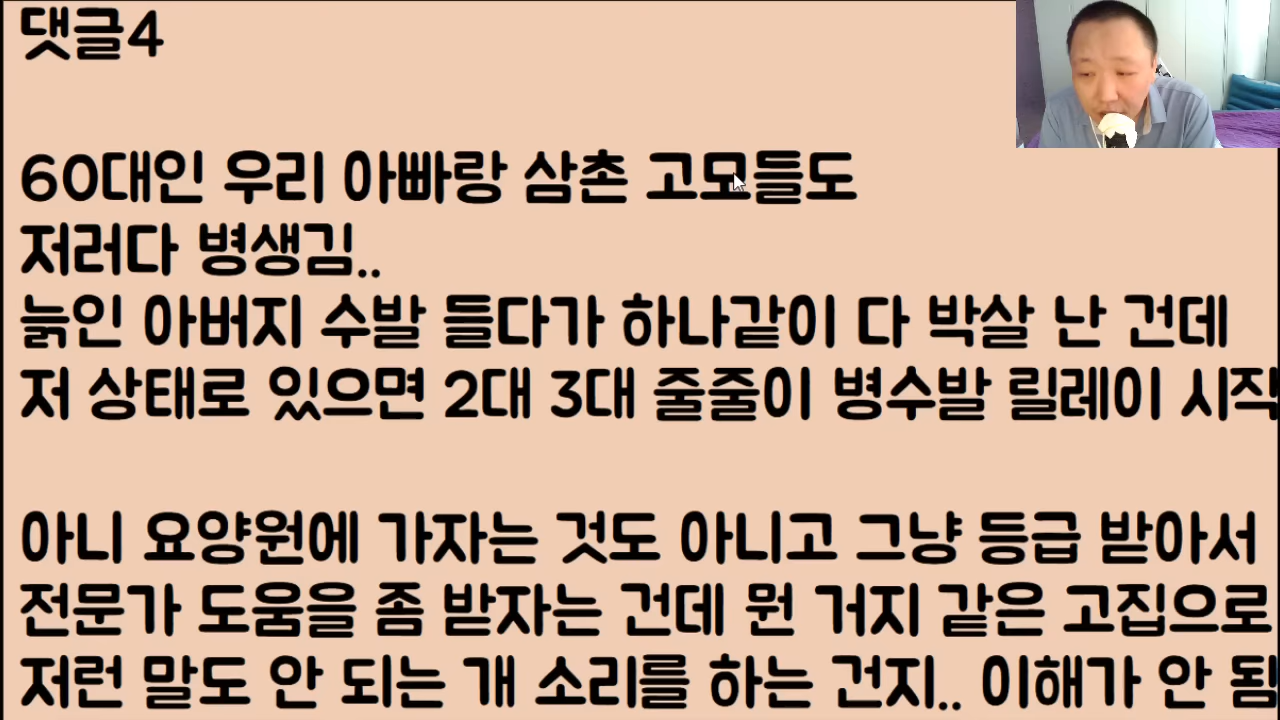 댓글4
60대인 우리 아빠랑 삼촌 고모들도
저러다 병생김..
늙인 아버지 수발 들다가 하나같이 다 박살 난 건데
저 상태로 있으면 2대 3대 줄줄이 병수발 릴레이 시작
아니 요양원에 가자는 것도 아니고 그냥 등급 받아서
전문가 도움을 좀 받자는 건데 뭔 거지 같은 고집으로
저런 말도 안 되는 개 소리를 하는 건지.. 이해가 안 됨